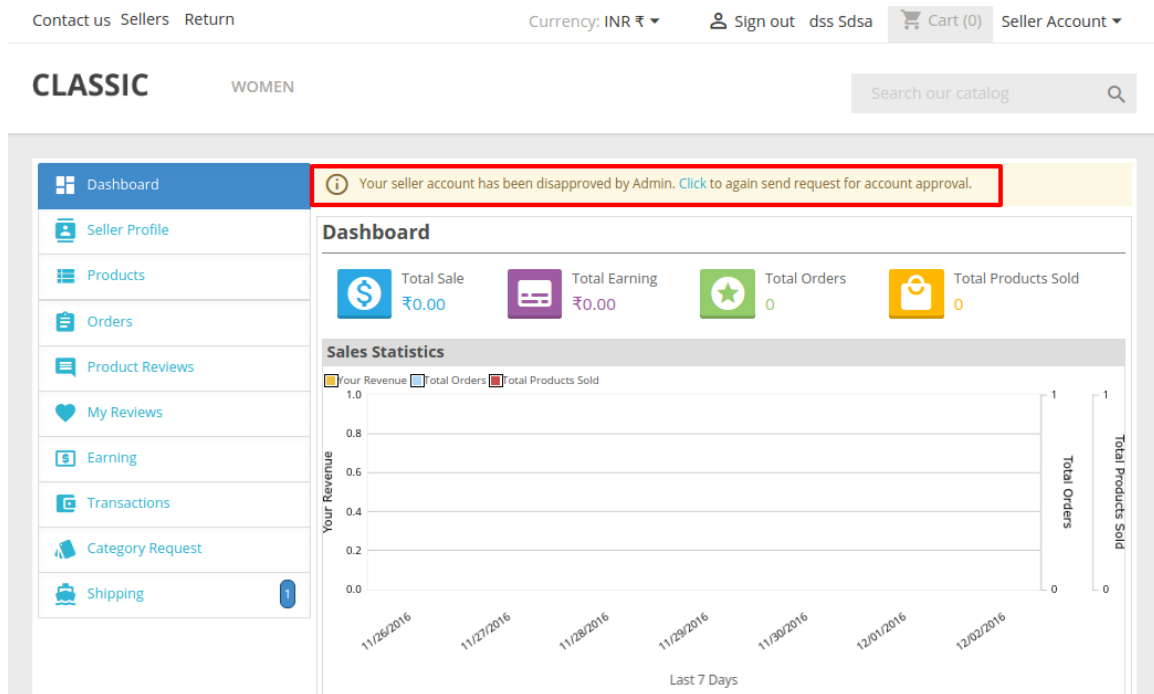 Contact us Sellers Return Currency: INR ₹ Sign out dss Sdsa Cart (0) Seller Account
CLASSIC WOMEN Search our catalog
Dashboard
Seller Profile
Products
Orders
Product Reviews
My Reviews
Earning
Transactions
Category Request
Shipping 1
Your seller account has been disapproved by Admin. Click to again send request for account approval.
Dashboard
Total Sale
₹0.00
Total Earning
₹0.00
Total Orders
0
Total Products Sold
0
Sales Statistics
Your Revenue Total Orders Total Products Sold
1.0
0.8
0.6
0.4
0.2
0.0
Your Revenue
1
0
Total Orders
1
0
Total Products Sold
11/26/2016 11/27/2016 11/28/2016 11/29/2016 11/30/2016 12/01/2016 12/02/2016
Last 7 Days